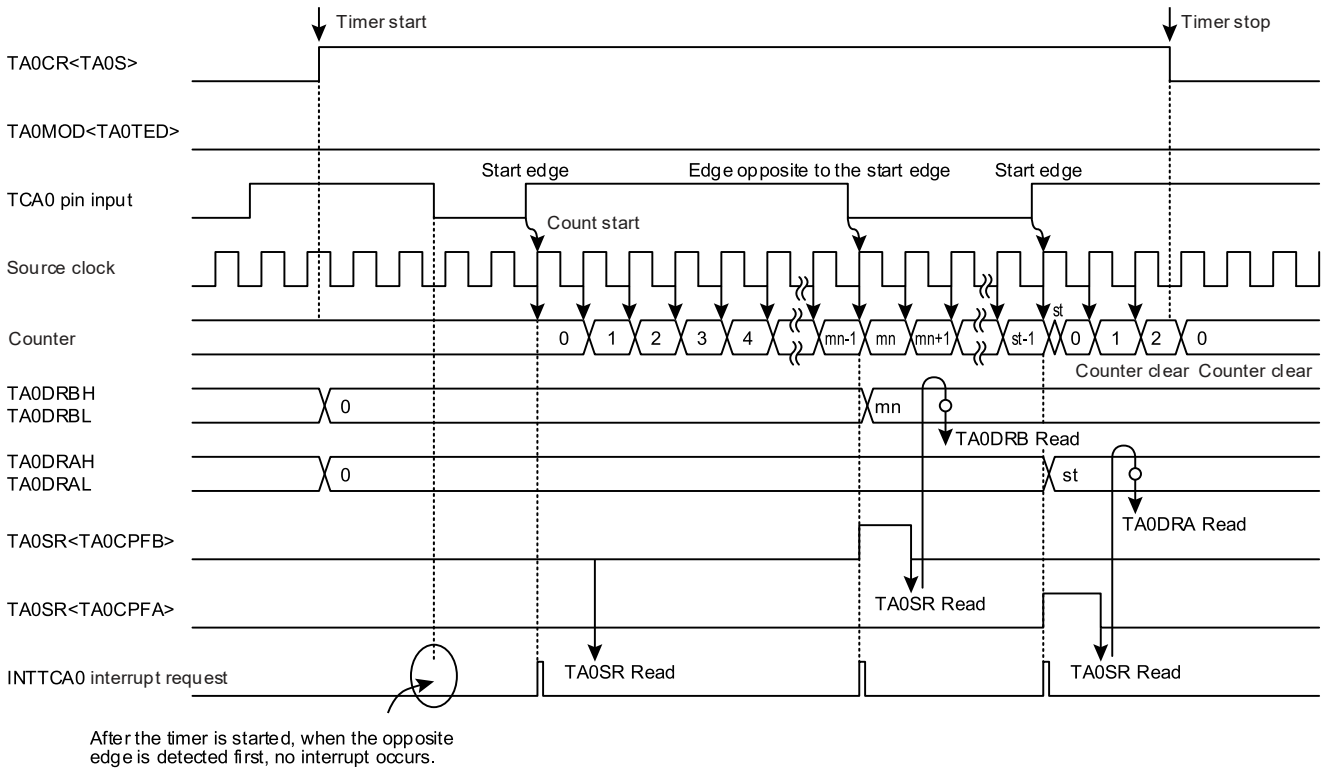 Timer start
Timer stop
TA0CR<TA0S>
TA0MOD<TA0TED>
Start edge
Edge opposite to the start edge
Start edge
TCA0 pin input
Count start
Source clock
st
Counter
0 1 2 3 4 mn-1 mn mn+1 st-1 0 1 2 0
Counter clear Counter clear
TA0DRBH
TA0DRBL
0
mn
TA0DRB Read
TA0DRAH
TA0DRAL
0
st
TA0DRA Read
TA0SR<TA0CPFB>
TA0SR Read
TA0SR<TA0CPFA>
TA0SR Read
TA0SR Read
INTTCA0 interrupt request
After the timer is started, when the opposite
edge is detected first, no interrupt occurs.